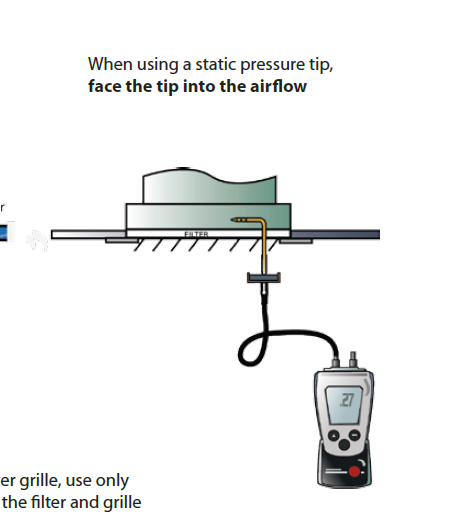 When using a static pressure tip,
face the tip into the airflow
r
FILTER
.27
er grille, use only
the filter and grille